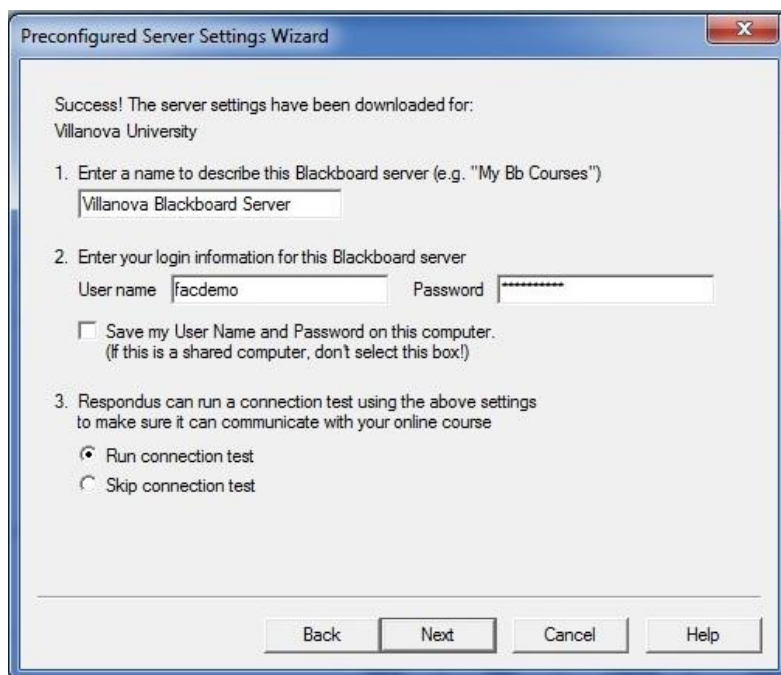 Preconfigured Server Settings Wizard
Success! The server settings have been downloaded for:
Villanova University
1. Enter a name to describe this Blackboard server (e.g. "My Bb Courses")
Villanova Blackboard Server
2. Enter your login information for this Blackboard server
User name facdemo Password **********
Save my User Name and Password on this computer.
(If this is a shared computer, don't select this box!)
3. Respondus can run a connection test using the above settings
to make sure it can communicate with your online course
Run connection test
Skip connection test
Back Next Cancel Help